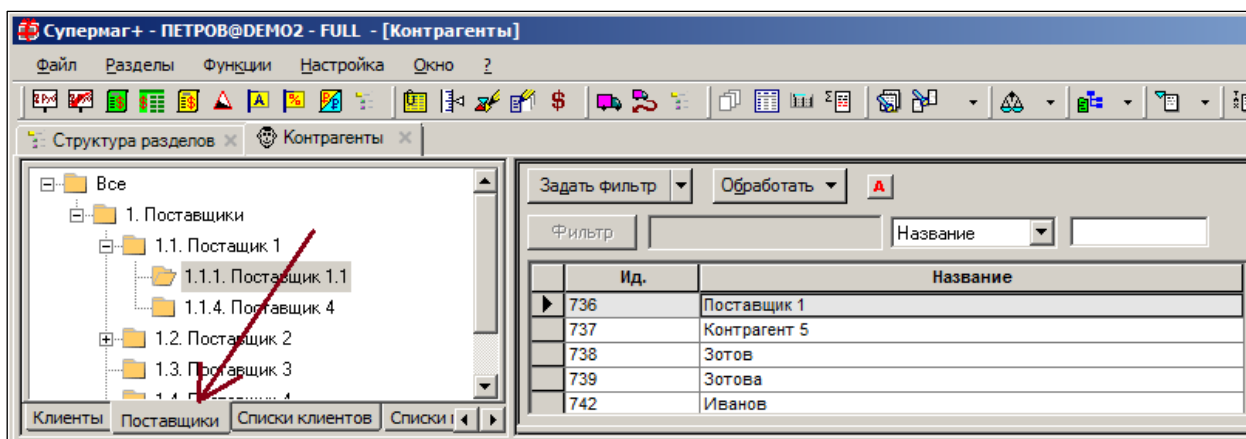 Супермаг+ - ПЕТРОВ@DEMO2 - FULL - [Контрагенты]
Файл Разделы Функции Настройка Окно ?
Структура разделов Контрагенты
Все
1. Поставщики
1.1. Постащик 1
1.1.1. Поставщик 1.1
1.1.4. Поставщик 4
1.2. Поставщик 2
1.3. Поставщик 3
Клиенты Поставщики Списки клиентов Списки
Задать фильтр Обработать А
Фильтр Название
Ид. Название
736 Поставщик 1
737 Контрагент 5
738 Зотов
739 Зотова
742 Иванов